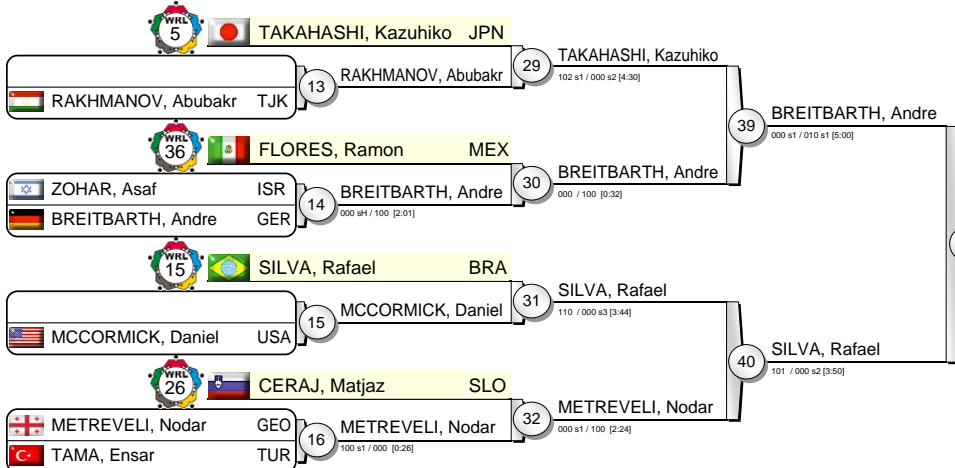 WRL
5
TAKAHASHI, Kazuhiko JPN
RAKHMANOV, Abubakr TJK
13
RAKHMANOV, Abubakr
29
TAKAHASHI, Kazuhiko
102 s1 / 000 s2 [4:30]
WRL
36
FLORES, Ramon MEX
ZOHAR, Asaf ISR
BREITBARTH, Andre GER
14
BREITBARTH, Andre
000 sH / 100 [2:01]
30
BREITBARTH, Andre
000 / 100 [0:32]
39
BREITBARTH, Andre
000 s1 / 010 s1 [5:00]
WRL
15
SILVA, Rafael BRA
MCCORMICK, Daniel USA
15
MCCORMICK, Daniel
31
SILVA, Rafael
110 / 000 s3 [3:44]
WRL
26
CERAJ, Matjaz SLO
METREVELI, Nodar GEO
TAMA, Ensar TUR
16
METREVELI, Nodar
100 s1 / 000 [0:26]
32
METREVELI, Nodar
000 s1 / 100 [2:24]
40
SILVA, Rafael
101 / 000 s2 [3:50]